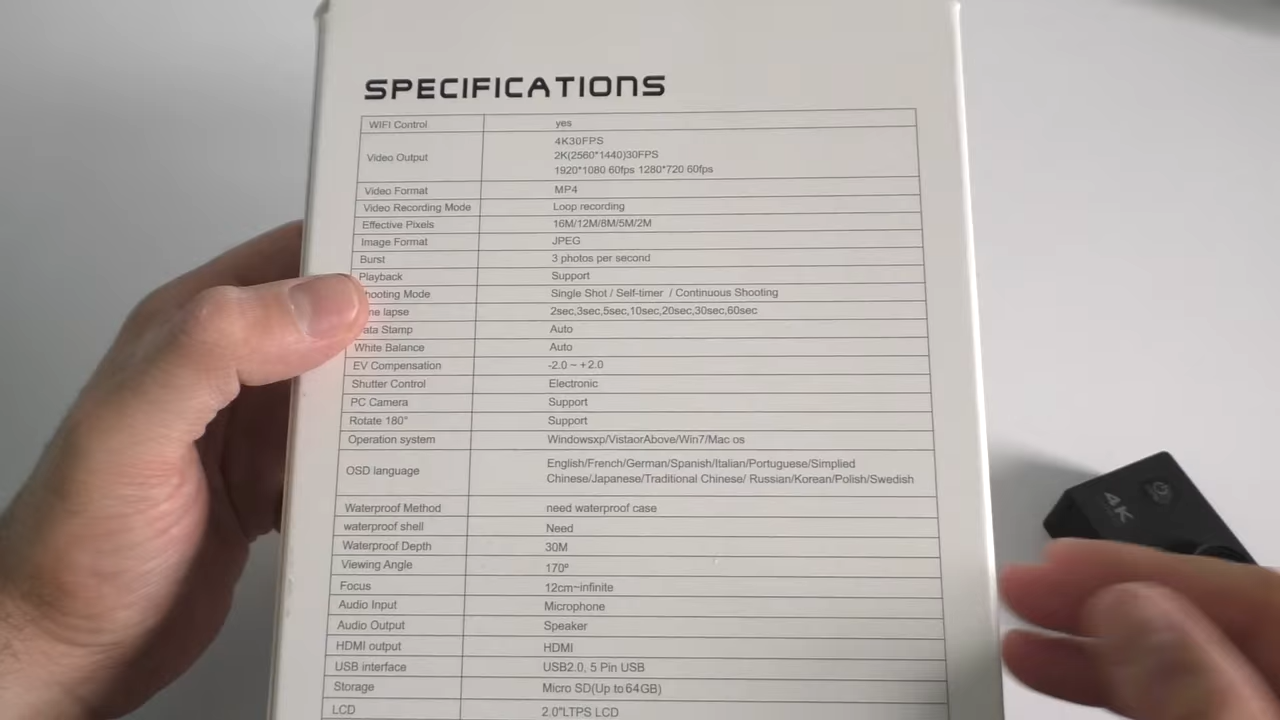 SPECIFICATIONS
WIFI Control yes
Video Output 4K30FPS
2K(2560*1440)30FPS
1920*1080 60fps 1280*720 60fps
Video Format MP4
Video Recording Mode Loop recording
Effective Pixels 16M/12M/8M/5M/2M
Image Format JPEG
Burst 3 photos per second
Playback Support
hooting Mode Single Shot / Self-timer / Continuous Shooting
me lapse 2sec,3sec,5sec,10sec,20sec,30sec,60sec
ata Stamp Auto
White Balance Auto
EV Compensation -2.0 ~ +2.0
Shutter Control Electronic
PC Camera Support
Rotate 180° Support
Operation system Windowsxp/VistaorAbove/Win7/Mac os
OSD language English/French/German/Spanish/Italian/Portuguese/Simplied
Chinese/Japanese/Traditional Chinese/ Russian/Korean/Polish/Swedish
Waterproof Method need waterproof case
waterproof shell Need
Waterproof Depth 30M
Viewing Angle 170º
Focus 12cm~infinite
Audio Input Microphone
Audio Output Speaker
HDMI output HDMI
USB interface USB2.0, 5 Pin USB
Storage Micro SD(Up to 64GB)
LCD 2.0"LTPS LCD
4K